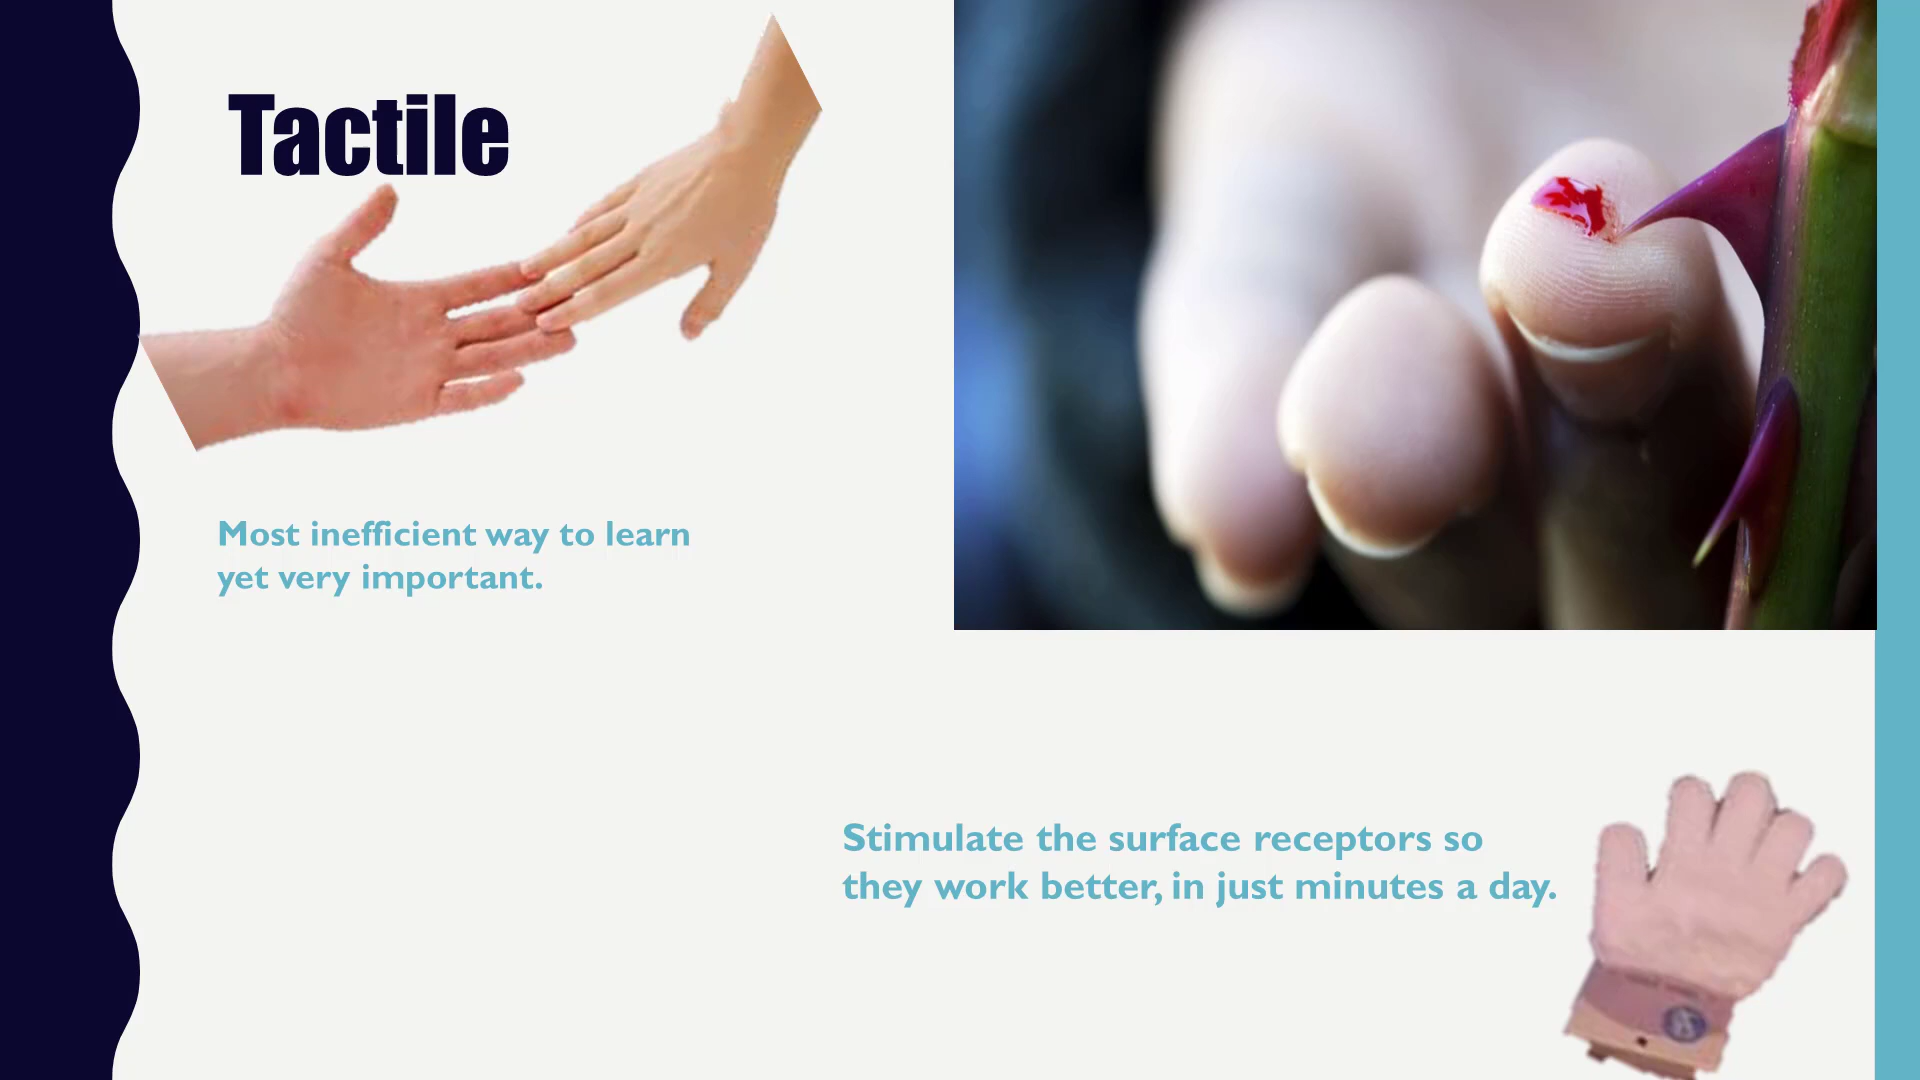 Tactile
Most inefficient way to learn
yet very important.
Stimulate the surface receptors so
they work better, in just minutes a day.